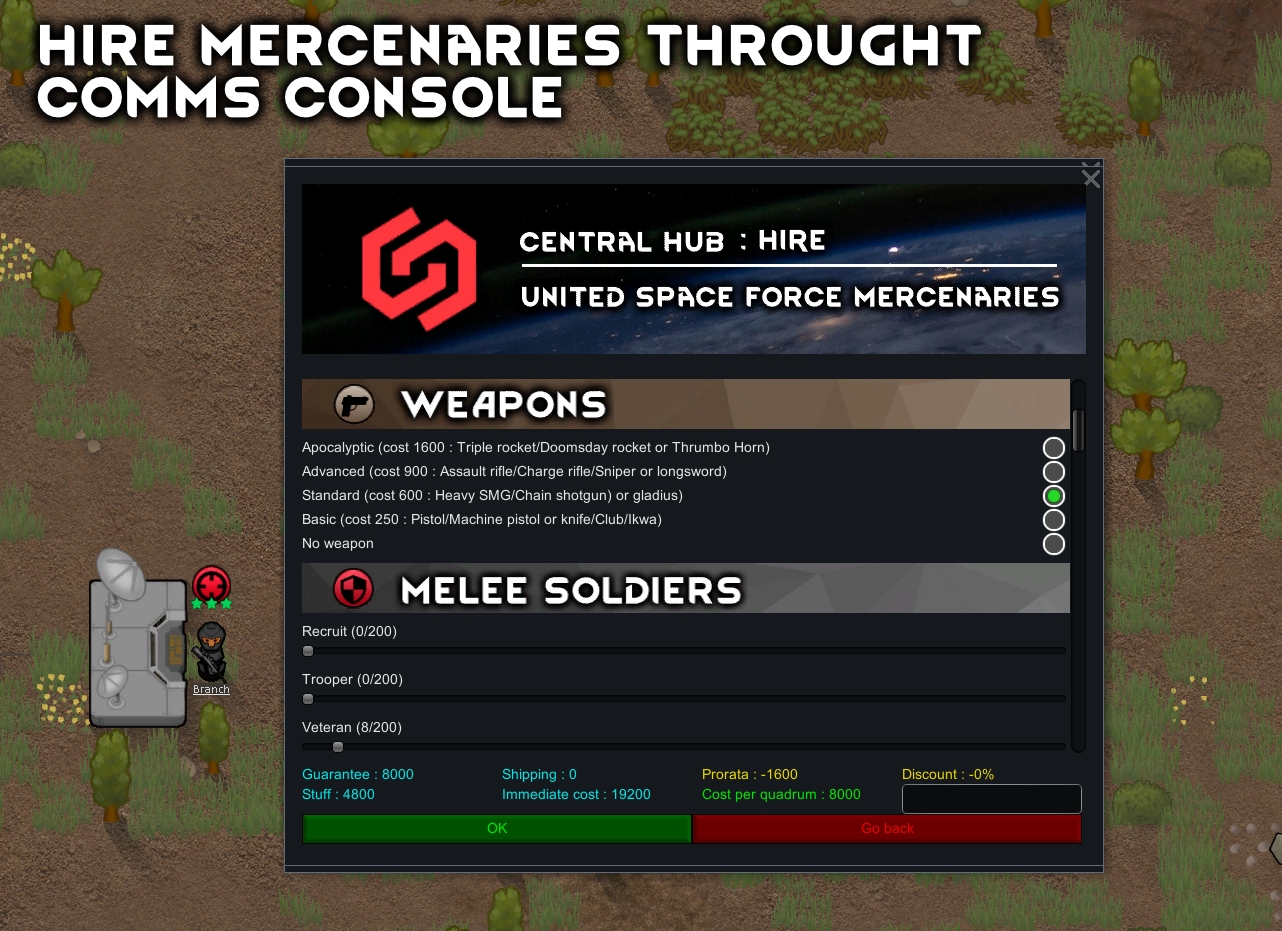 HIRE MERCENARIES THROUGHT
COMMS CONSOLE
CENTRAL HUB : HIRE
UNITED SPACE FORCE MERCENARIES
WEAPONS
Apocalyptic (cost 1600 : Triple rocket/Doomsday rocket or Thrumbo Horn)
Advanced (cost 900 : Assault rifle/Charge rifle/Sniper or longsword)
Standard (cost 600 : Heavy SMG/Chain shotgun) or gladius)
Basic (cost 250 : Pistol/Machine pistol or knife/Club/Ikwa)
No weapon
MELEE SOLDIERS
Recruit (0/200)
Trooper (0/200)
Veteran (8/200)
Branch
Guarantee : 8000 Shipping : 0 Prorata : -1600 Discount : -0%
Stuff : 4800 Immediate cost : 19200 Cost per quadrum : 8000
OK Go back